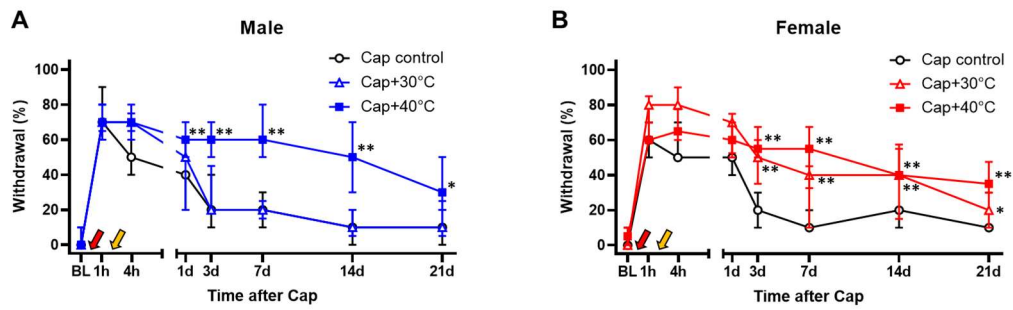 A
Male
Cap control
Cap+30°C
Cap+40°C
Withdrawal (%)
100
80
60
40
20
0
** ** **
**
*
BL 1h 4h 1d 3d 7d 14d 21d
Time after Cap
B
Female
Cap control
Cap+30°C
Cap+40°C
Withdrawal (%)
100
80
60
40
20
0
** **
** **
** **
** *
BL 1h 4h 1d 3d 7d 14d 21d
Time after Cap